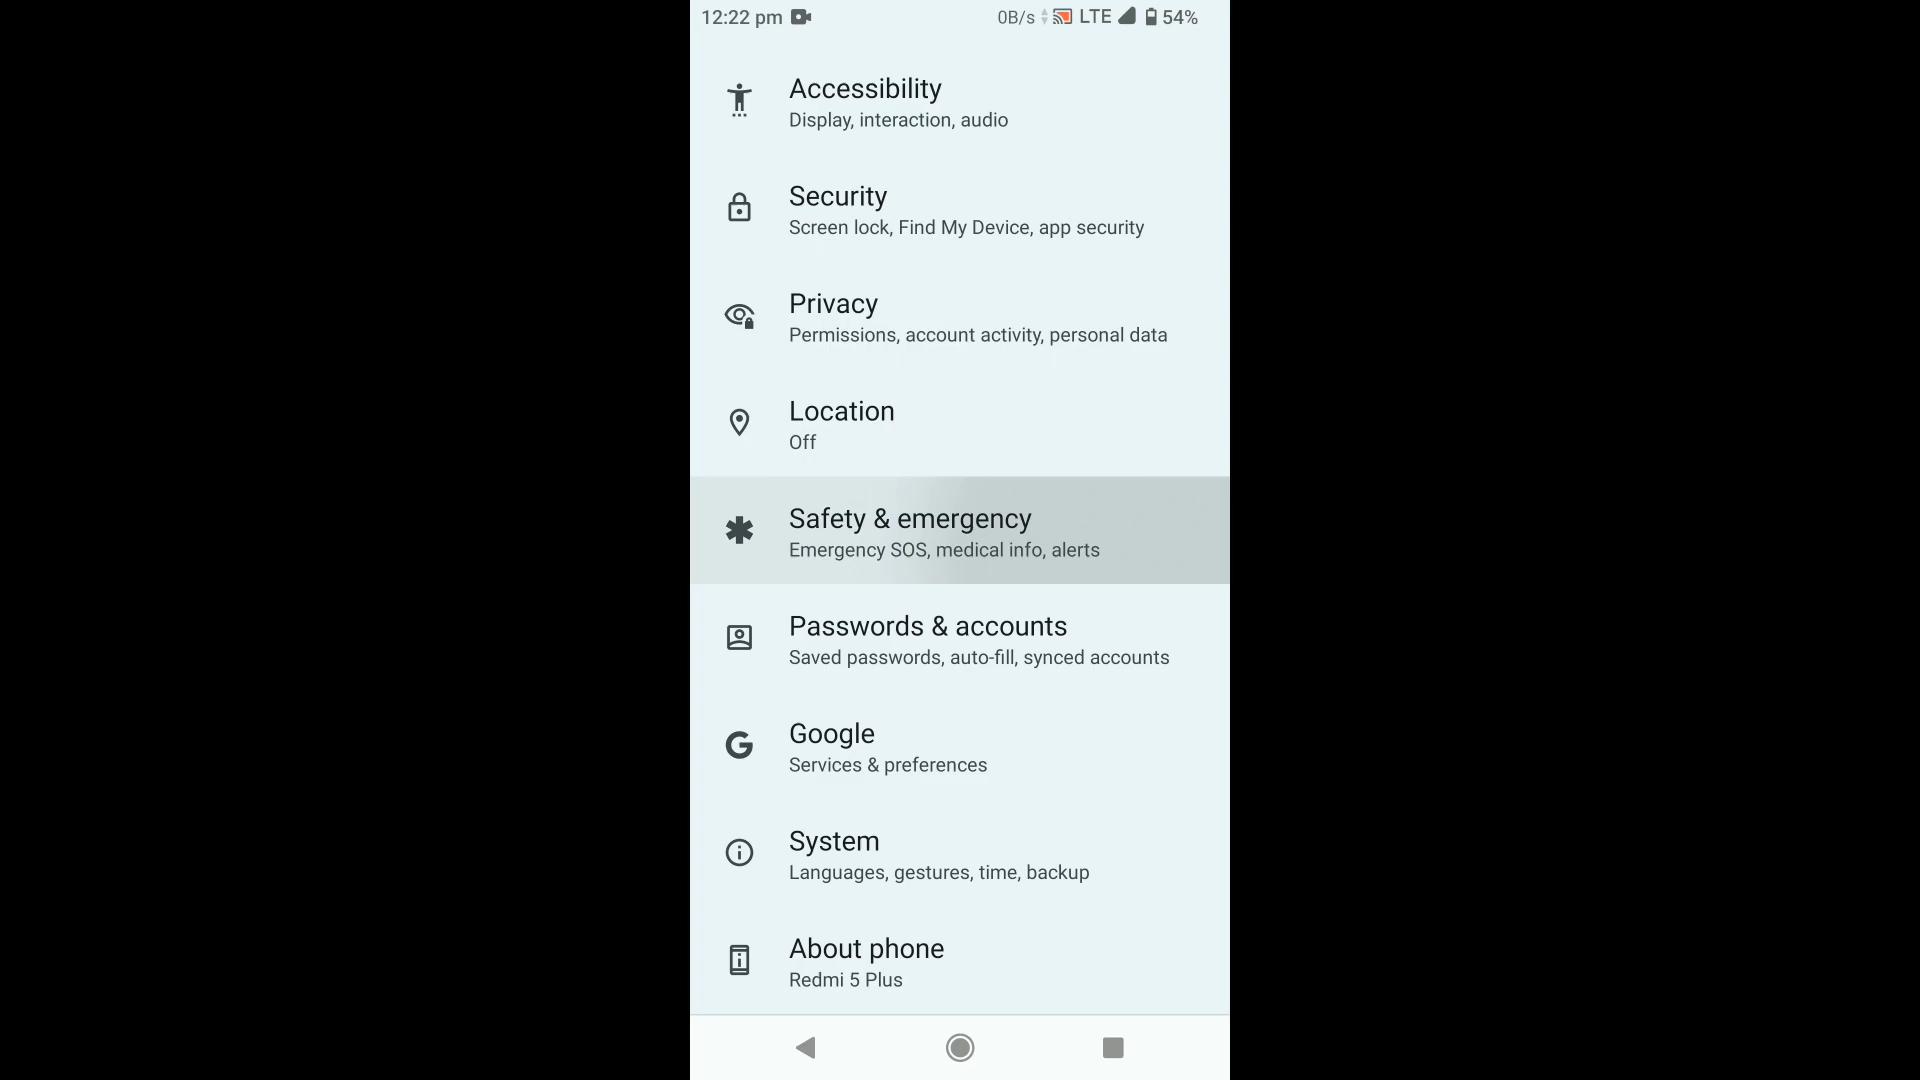 12:22 pm 0B/s LTE 54%
Accessibility
Display, interaction, audio
Security
Screen lock, Find My Device, app security
Privacy
Permissions, account activity, personal data
Location
Off
Safety & emergency
Emergency SOS, medical info, alerts
Passwords & accounts
Saved passwords, auto-fill, synced accounts
Google
Services & preferences
System
Languages, gestures, time, backup
About phone
Redmi 5 Plus